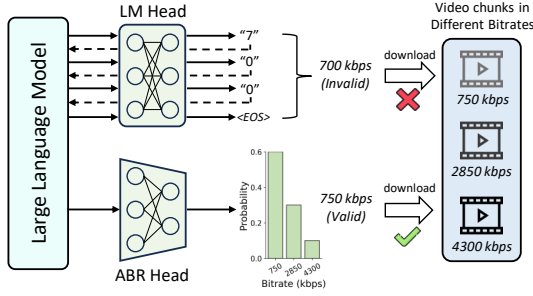 LM Head
Video chunks in
Different Bitrates
Large Language Model
“7”
“0”
“0”
<EOS>
700 kbps
(Invalid)
download
750 kbps
2850 kbps
4300 kbps
ABR Head
Probability
0.6
0.4
0.2
0.0
750
2850
4300
Bitrate (kbps)
750 kbps
(Valid)
download